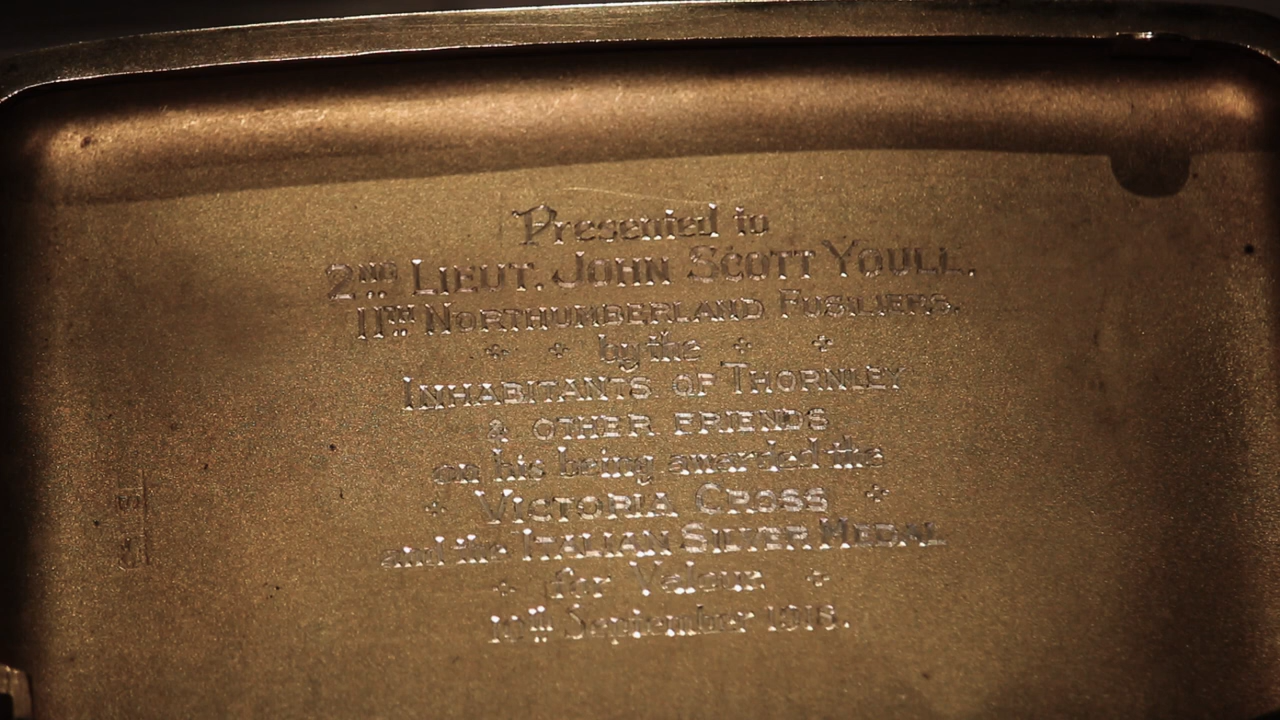 Presented to
2ND LIEUT. JOHN SCOTT YOULL,
11TH NORTHUMBERLAND FUSILIERS.
by the
INHABITANTS OF THORNLEY
& OTHER FRIENDS
on his being awarded the
VICTORIA CROSS
and the ITALIAN SILVER MEDAL
for Valour
10th September 1918.